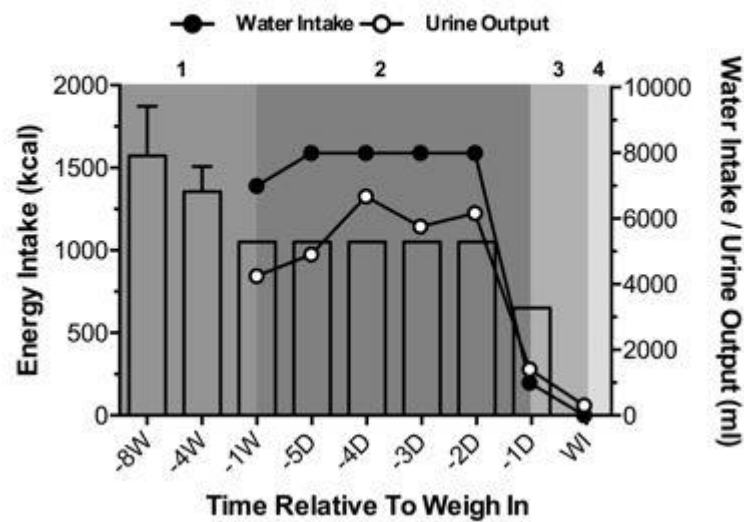 Water Intake Urine Output
1 2 3 4
2000
1500
1000
500
0
Energy Intake (kcal)
10000
8000
6000
4000
2000
0
Water Intake / Urine Output (ml)
-8W -4W -1W -5D -4D -3D -2D -1D WI
Time Relative To Weigh In